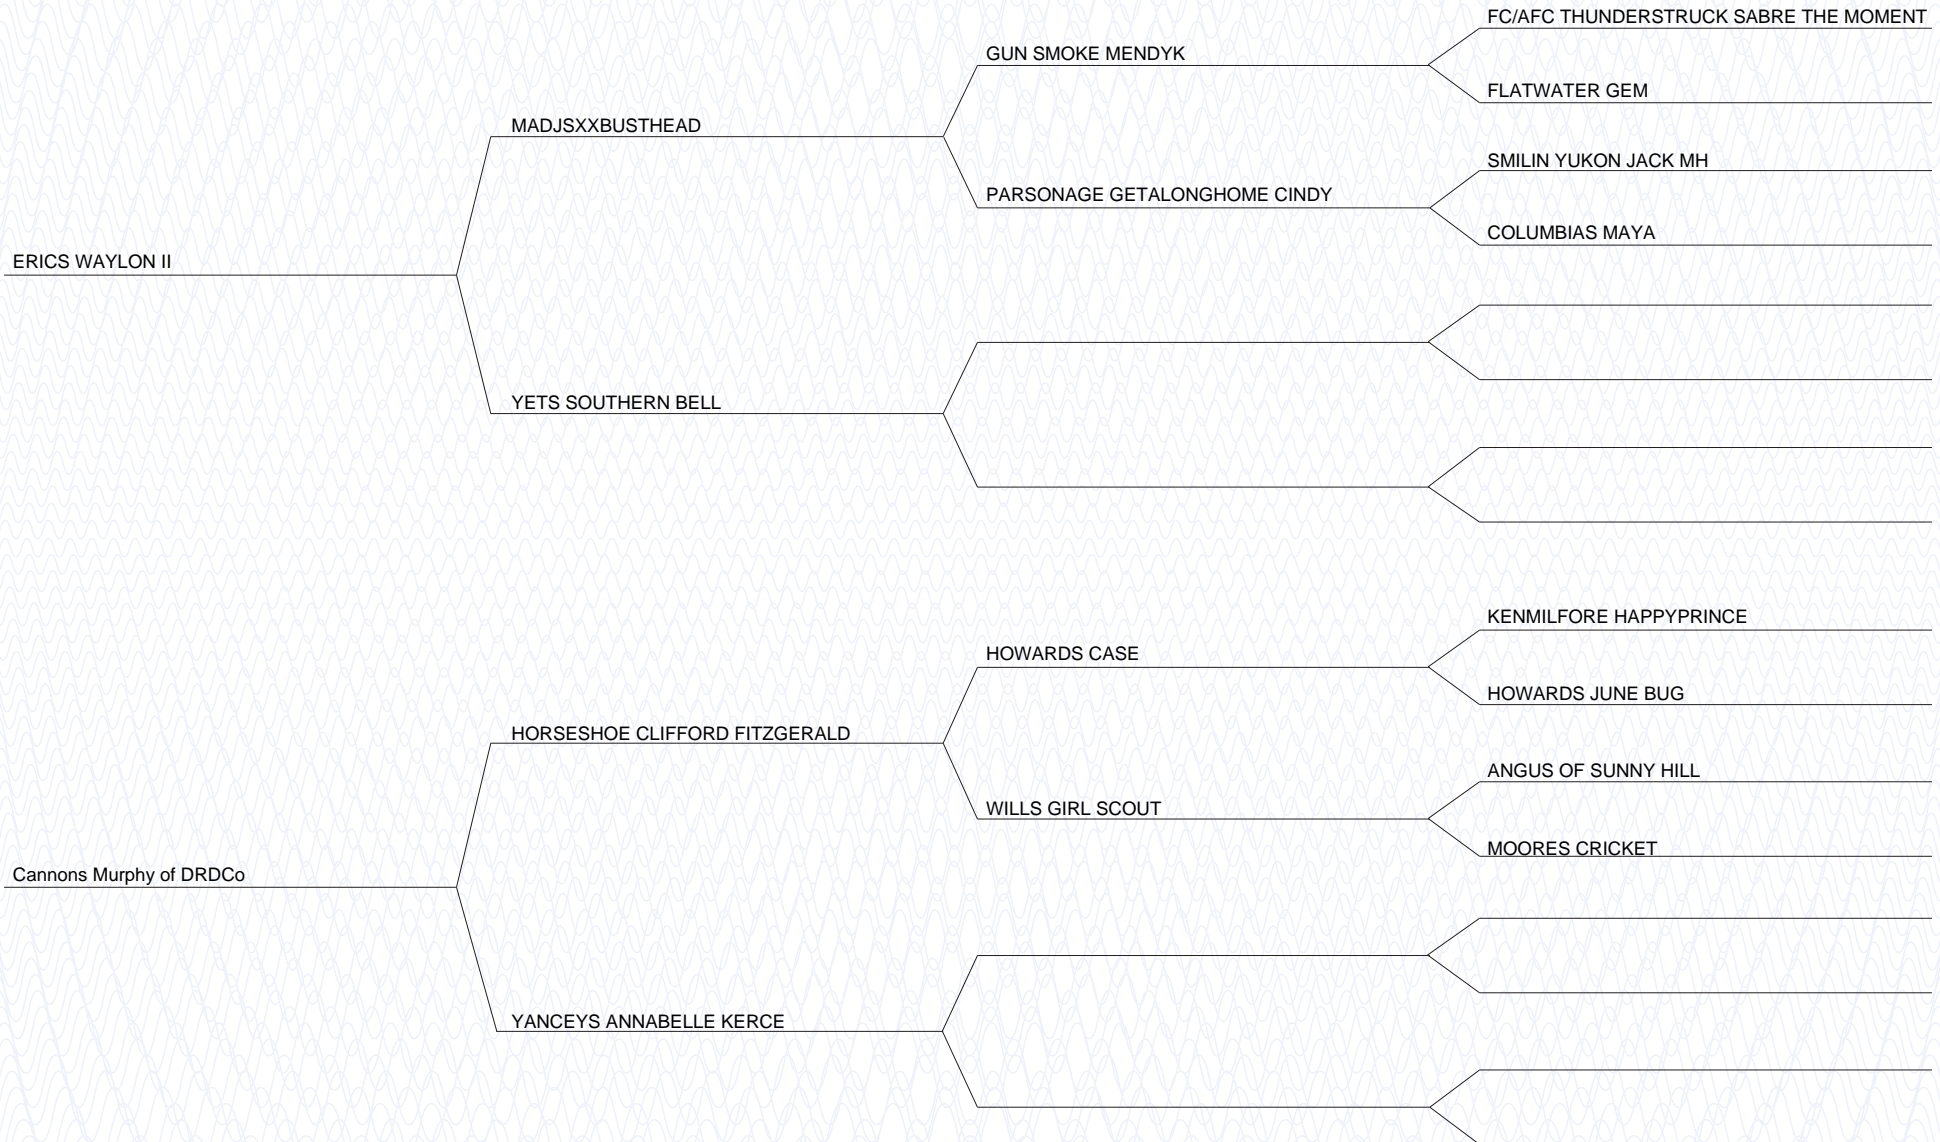 FC/AFC THUNDERSTRUCK SABRE THE MOMENT
GUN SMOKE MENDYK
FLATWATER GEM
MADJSXXBUSTHEAD
SMILIN YUKON JACK MH
PARSONAGE GETALONGHOME CINDY
COLUMBIAS MAYA
ERICS WAYLON II
YETS SOUTHERN BELL
KENMILFORE HAPPYPRINCE
HOWARDS CASE
HOWARDS JUNE BUG
HORSESHOE CLIFFORD FITZGERALD
ANGUS OF SUNNY HILL
WILLS GIRL SCOUT
MOORES CRICKET
Cannons Murphy of DRDCo
YANCEYS ANNABELLE KERCE